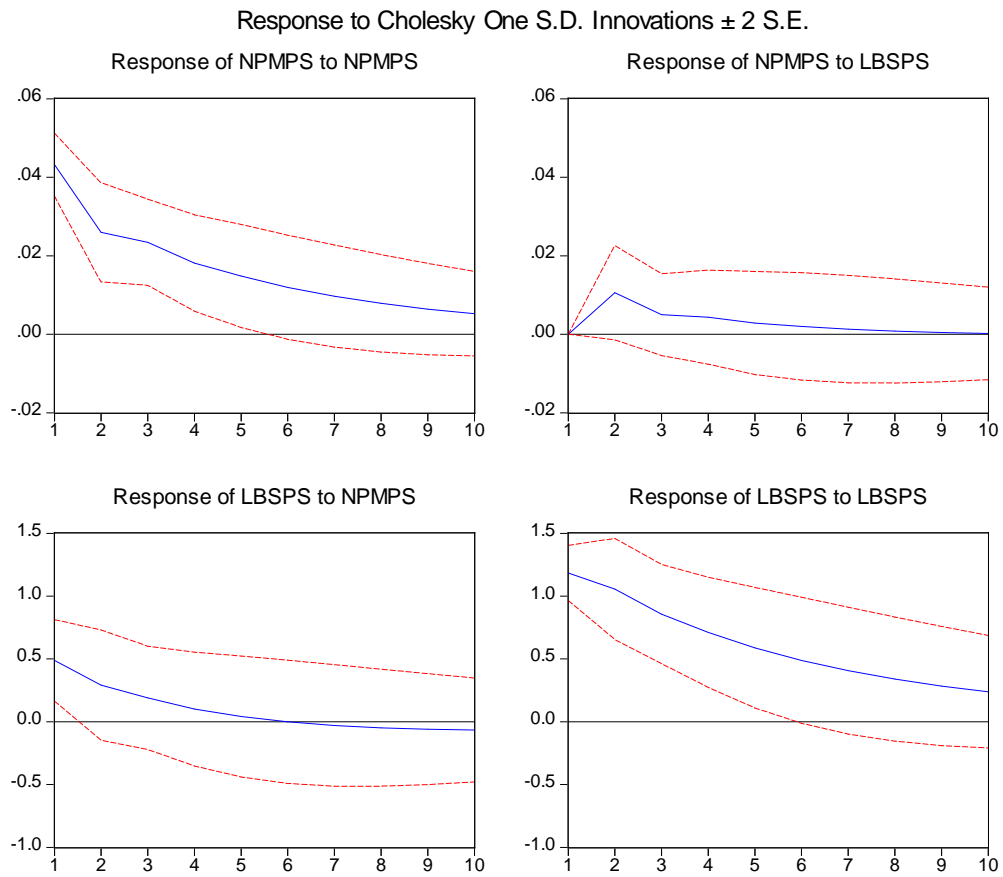 Response to Cholesky One S.D. Innovations ± 2 S.E.
Response of NPMPS to NPMPS
.06
.04
.02
.00
-.02
1 2 3 4 5 6 7 8 9 10
Response of NPMPS to LBSPS
.06
.04
.02
.00
-.02
1 2 3 4 5 6 7 8 9 10
Response of LBSPS to NPMPS
1.5
1.0
0.5
0.0
-0.5
-1.0
1 2 3 4 5 6 7 8 9 10
Response of LBSPS to LBSPS
1.5
1.0
0.5
0.0
-0.5
-1.0
1 2 3 4 5 6 7 8 9 10